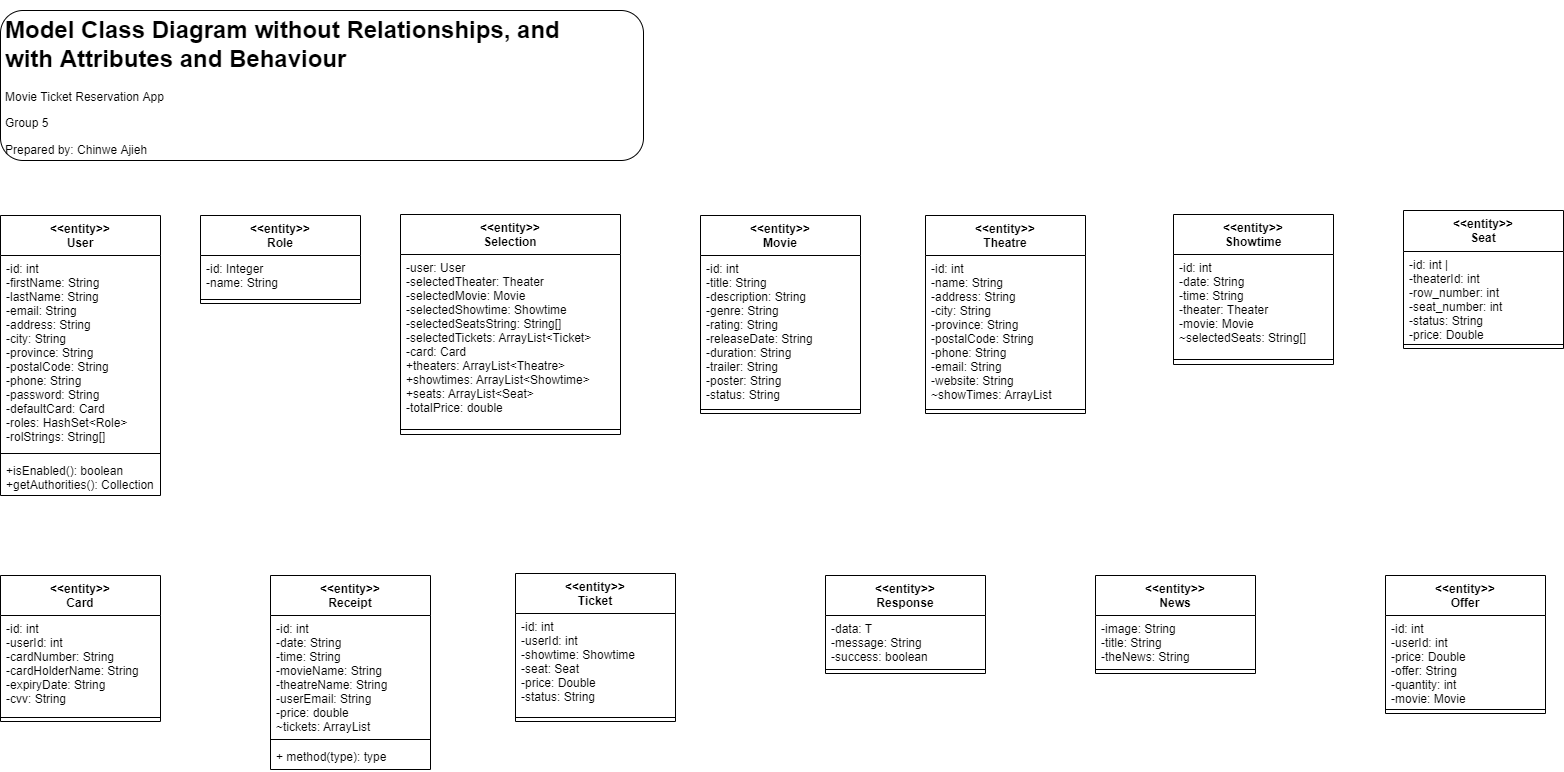 Model Class Diagram without Relationships, and
with Attributes and Behaviour
Movie Ticket Reservation App
Group 5
Prepared by: Chinwe Ajieh
<<entity>>
User
-id: int
-firstName: String
-lastName: String
-email: String
-address: String
-city: String
-province: String
-postalCode: String
-phone: String
-password: String
-defaultCard: Card
-roles: HashSet<Role>
-rolStrings: String[]
+isEnabled(): boolean
+getAuthorities(): Collection
<<entity>>
Role
-id: Integer
-name: String
<<entity>>
Selection
-user: User
-selectedTheater: Theater
-selectedMovie: Movie
-selectedShowtime: Showtime
-selectedSeatsString: String[]
-selectedTickets: ArrayList<Ticket>
-card: Card
+theaters: ArrayList<Theatre>
+showtimes: ArrayList<Showtime>
+seats: ArrayList<Seat>
-totalPrice: double
<<entity>>
Movie
-id: int
-title: String
-description: String
-genre: String
-rating: String
-releaseDate: String
-duration: String
-trailer: String
-poster: String
-status: String
<<entity>>
Theatre
-id: int
-name: String
-address: String
-city: String
-province: String
-postalCode: String
-phone: String
-email: String
-website: String
~showTimes: ArrayList
<<entity>>
Showtime
-id: int
-date: String
-time: String
-theater: Theater
-movie: Movie
~selectedSeats: String[]
<<entity>>
Seat
-id: int |
-theaterId: int
-row_number: int
-seat_number: int
-status: String
-price: Double
<<entity>>
Card
-id: int
-userId: int
-cardNumber: String
-cardHolderName: String
-expiryDate: String
-cvv: String
<<entity>>
Receipt
-id: int
-date: String
-time: String
-movieName: String
-theatreName: String
-userEmail: String
-price: double
~tickets: ArrayList
+ method(type): type
<<entity>>
Ticket
-id: int
-userId: int
-showtime: Showtime
-seat: Seat
-price: Double
-status: String
<<entity>>
Response
-data: T
-message: String
-success: boolean
<<entity>>
News
-image: String
-title: String
-theNews: String
<<entity>>
Offer
-id: int
-userId: int
-price: Double
-offer: String
-quantity: int
-movie: Movie